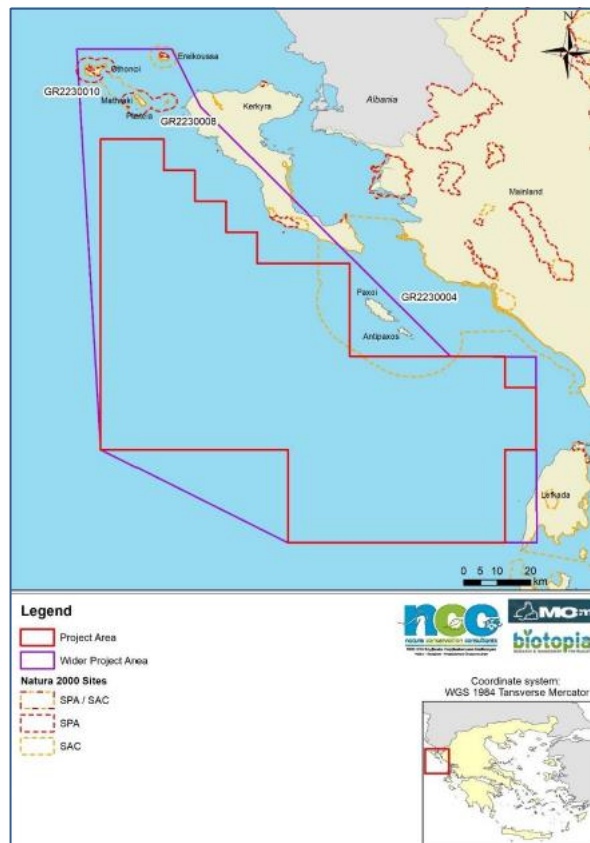 N
Ereikoussa
Othonoi
GR2230010
Mathraki
GR2230008
Kerkyra
Albania
Mainland
Paxoi
GR2230004
Antipaxos
Lefkada
0 5 10 20
km
Legend
Project Area
Wider Project Area
Natura 2000 Sites
SPA / SAC
SPA
SAC
ncc
nature conservation consultants
biotopia
Coordinate system:
WGS 1984 Tansverse Mercator